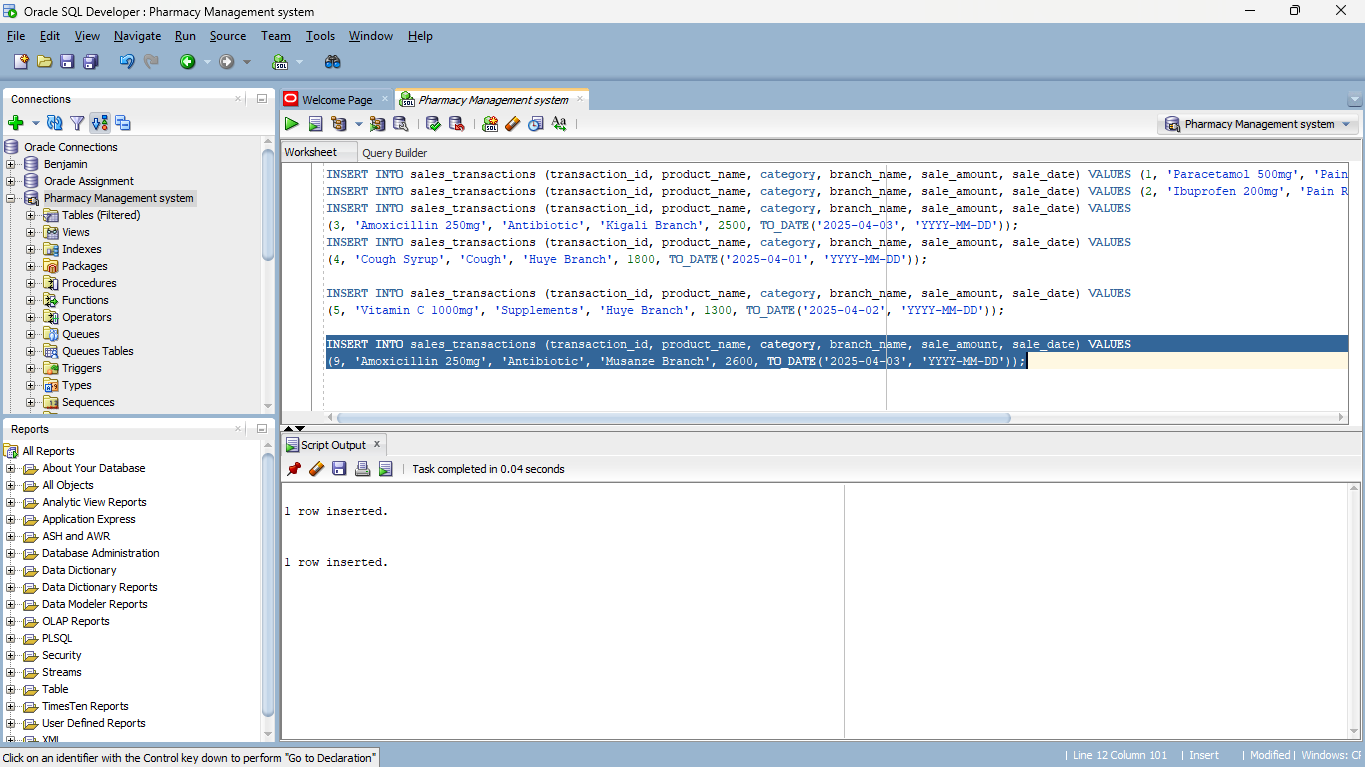 Oracle SQL Developer : Pharmacy Management system
File Edit View Navigate Run Source Team Tools Window Help
Connections
Oracle Connections
Benjamin
Oracle Assignment
Pharmacy Management system
Tables (Filtered)
Views
Indexes
Packages
Procedures
Functions
Operators
Queues
Queues Tables
Triggers
Types
Sequences
Reports
All Reports
About Your Database
All Objects
Analytic View Reports
Application Express
ASH and AWR
Database Administration
Data Dictionary
Data Dictionary Reports
Data Modeler Reports
OLAP Reports
PLSQL
Security
Streams
Table
TimesTen Reports
User Defined Reports
XML
Welcome Page
Pharmacy Management system
Pharmacy Management system
Worksheet Query Builder
INSERT INTO sales_transactions (transaction_id, product_name, category, branch_name, sale_amount, sale_date) VALUES (1, 'Paracetamol 500mg', 'Pain
INSERT INTO sales_transactions (transaction_id, product_name, category, branch_name, sale_amount, sale_date) VALUES (2, 'Ibuprofen 200mg', 'Pain R
INSERT INTO sales_transactions (transaction_id, product_name, category, branch_name, sale_amount, sale_date) VALUES
(3, 'Amoxicillin 250mg', 'Antibiotic', 'Kigali Branch', 2500, TO_DATE('2025-04-03', 'YYYY-MM-DD'));
INSERT INTO sales_transactions (transaction_id, product_name, category, branch_name, sale_amount, sale_date) VALUES
(4, 'Cough Syrup', 'Cough', 'Huye Branch', 1800, TO_DATE('2025-04-01', 'YYYY-MM-DD'));
INSERT INTO sales_transactions (transaction_id, product_name, category, branch_name, sale_amount, sale_date) VALUES
(5, 'Vitamin C 1000mg', 'Supplements', 'Huye Branch', 1300, TO_DATE('2025-04-02', 'YYYY-MM-DD'));
INSERT INTO sales_transactions (transaction_id, product_name, category, branch_name, sale_amount, sale_date) VALUES
(9, 'Amoxicillin 250mg', 'Antibiotic', 'Musanze Branch', 2600, TO_DATE('2025-04-03', 'YYYY-MM-DD'));
Script Output
Task completed in 0.04 seconds
1 row inserted.
1 row inserted.
Click on an identifier with the Control key down to perform "Go to Declaration"
Line 12 Column 101 | Insert | Modified | Windows: CF